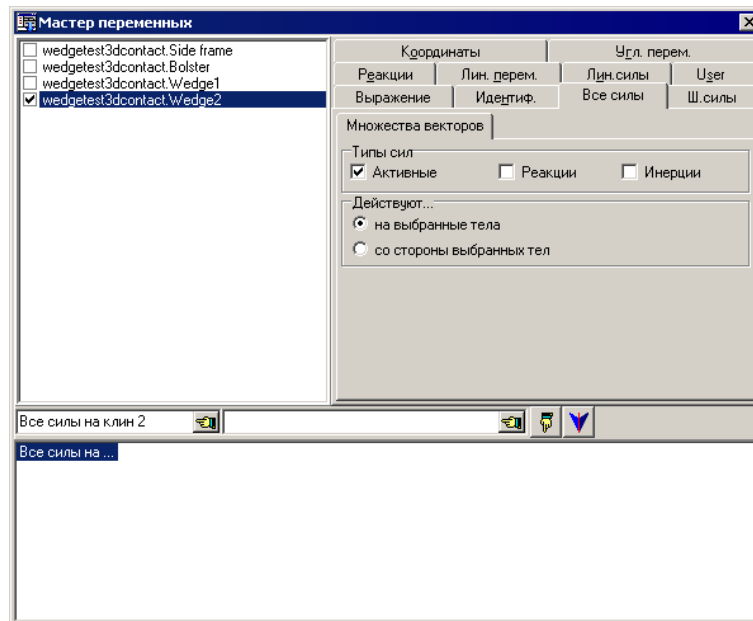 Мастер переменных
wedgetest3dcontact.Side frame
wedgetest3dcontact.Bolster
wedgetest3dcontact.Wedge1
wedgetest3dcontact.Wedge2
Координаты Угл. перем.
Реакции Лин. перем. Лин.силы User
Выражение Идентиф. Все силы Ш.силы
Множества векторов
Типы сил
Активные Реакции Инерции
Действуют...
на выбранные тела
со стороны выбранных тел
Все силы на клин 2
Все силы на ...